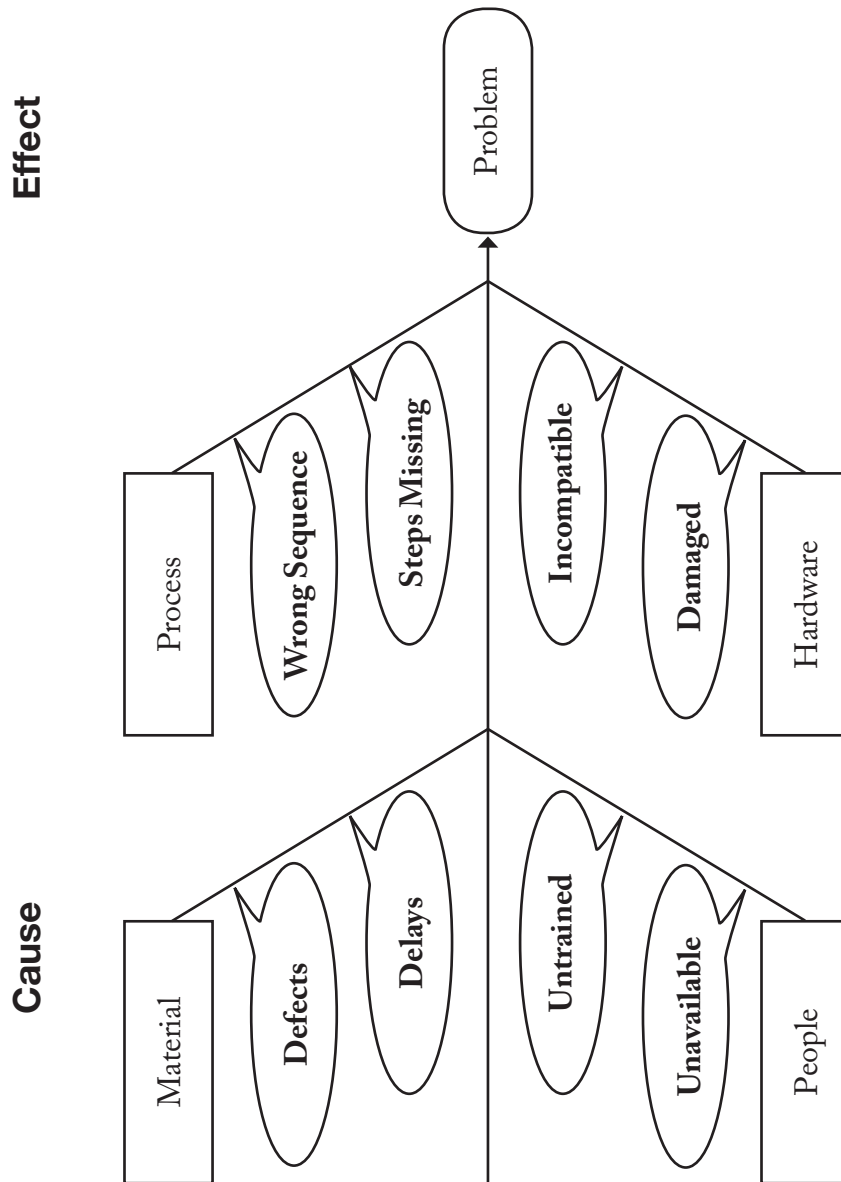 Cause
Effect
Material
Process
Defects
Wrong Sequence
Delays
Steps Missing
Problem
Untrained
Incompatible
Unavailable
Damaged
People
Hardware